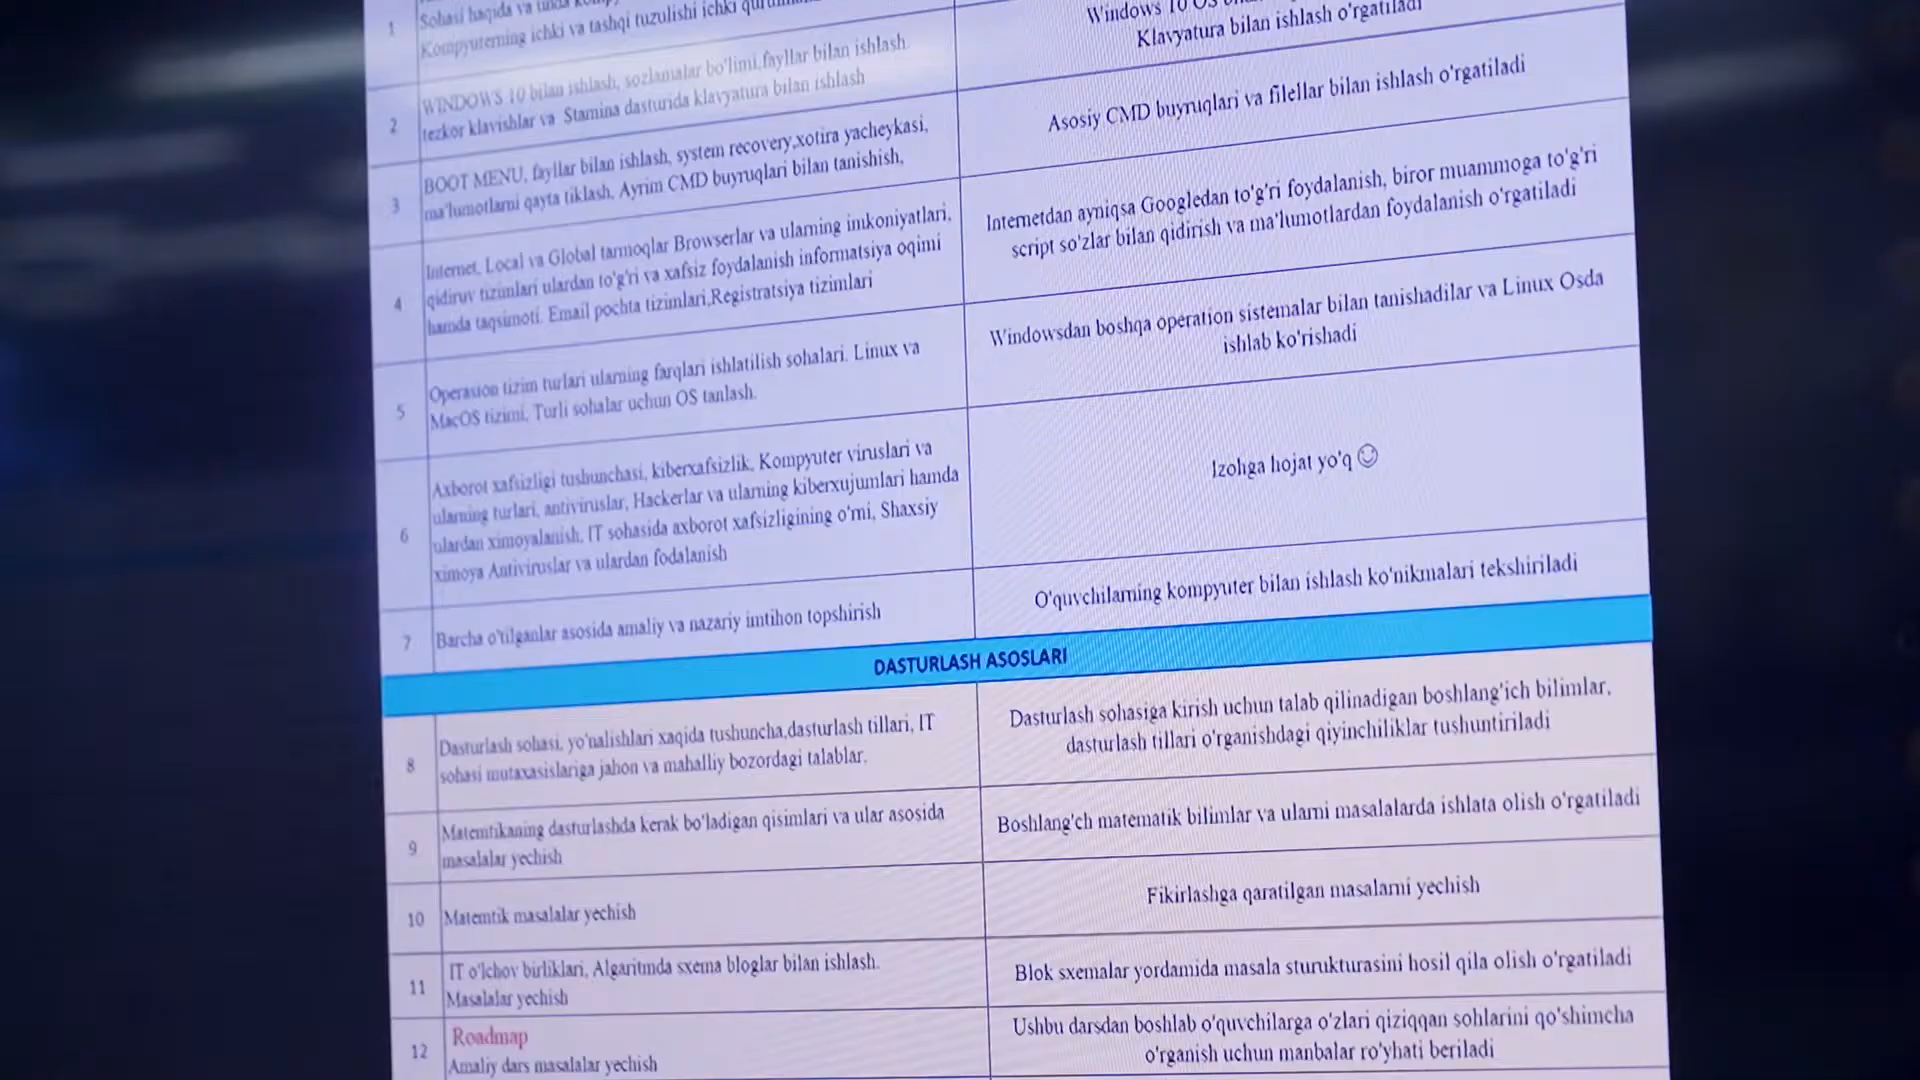 1
Sohasi haqida va unda
Kompyuterning ichki va tashqi tuzulishi ichki
Windows 10 OS
Klavyatura bilan ishlash o'rgatiladi
2
WINDOWS 10 bilan ishlash, sozlamalar bo'limi,fayllar bilan ishlash.
tezkor klavishlar va Stamina dasturida klavyatura bilan ishlash
Asosiy CMD buyruqlari va filellar bilan ishlash o'rgatiladi
3
BOOT MENU, fayllar bilan ishlash, system recovery,xotira yacheykasi,
ma'lumotlarni qayta tiklash, Ayrim CMD buyruqlari bilan tanishish,
Internetdan ayniqsa Googledan to'g'ri foydalanish, biror muammoga to'g'ri
script so'zlar bilan qidirish va ma'lumotlardan foydalanish o'rgatiladi
4
Internet, Local va Global tarmoqlar Browserlar va ularning imkoniyatlari,
qidiruv tizimlari ulardan to'g'ri va xafsiz foydalanish informatsiya oqimi
hamda taqsimoti. Email pochta tizimlari,Registratsiya tizimlari
Windowsdan boshqa operation sistemalar bilan tanishadilar va Linux Osda
ishlab ko'rishadi
5
Operasion tizim turlari ularning farqlari ishlatilish sohalari. Linux va
MacOS tizimi, Turli sohalar uchun OS tanlash.
Izohga hojat yo'q ☺
6
Axborot xafsizligi tushunchasi, kiberxafsizlik, Kompyuter viruslari va
ularning turlari, antiviruslar, Hackerlar va ularning kiberxujumlari hamda
ulardan ximoyalanish, IT sohasida axborot xafsizligining o'rni, Shaxsiy
ximoya Antiviruslar va ulardan fodalanish
O'quvchilarning kompyuter bilan ishlash ko'nikmalari tekshiriladi
7
Barcha o'tilganlar asosida amaliy va nazariy imtihon topshirish
DASTURLASH ASOSLARI
8
Dasturlash sohasi, yo'nalishlari xaqida tushuncha,dasturlash tillari, IT
sohasi mutaxasislariga jahon va mahalliy bozordagi talablar.
Dasturlash sohasiga kirish uchun talab qilinadigan boshlang'ich bilimlar,
dasturlash tillari o'rganishdagi qiyinchiliklar tushuntiriladi
9
Matemtikaning dasturlashda kerak bo'ladigan qisimlari va ular asosida
masalalar yechish
Boshlang'ch matematik bilimlar va ularni masalalarda ishlata olish o'rgatiladi
10
Matemtik masalalar yechish
Fikirlashga qaratilgan masalarni yechish
11
IT o'lchov birliklari, Algaritmda sxema bloglar bilan ishlash.
Masalalar yechish
Blok sxemalar yordamida masala sturukturasini hosil qila olish o'rgatiladi
12
Roadmap
Amaliy dars masalalar yechish
Ushbu darsdan boshlab o'quvchilarga o'zlari qiziqqan sohlarini qo'shimcha
o'rganish uchun manbalar ro'yhati beriladi